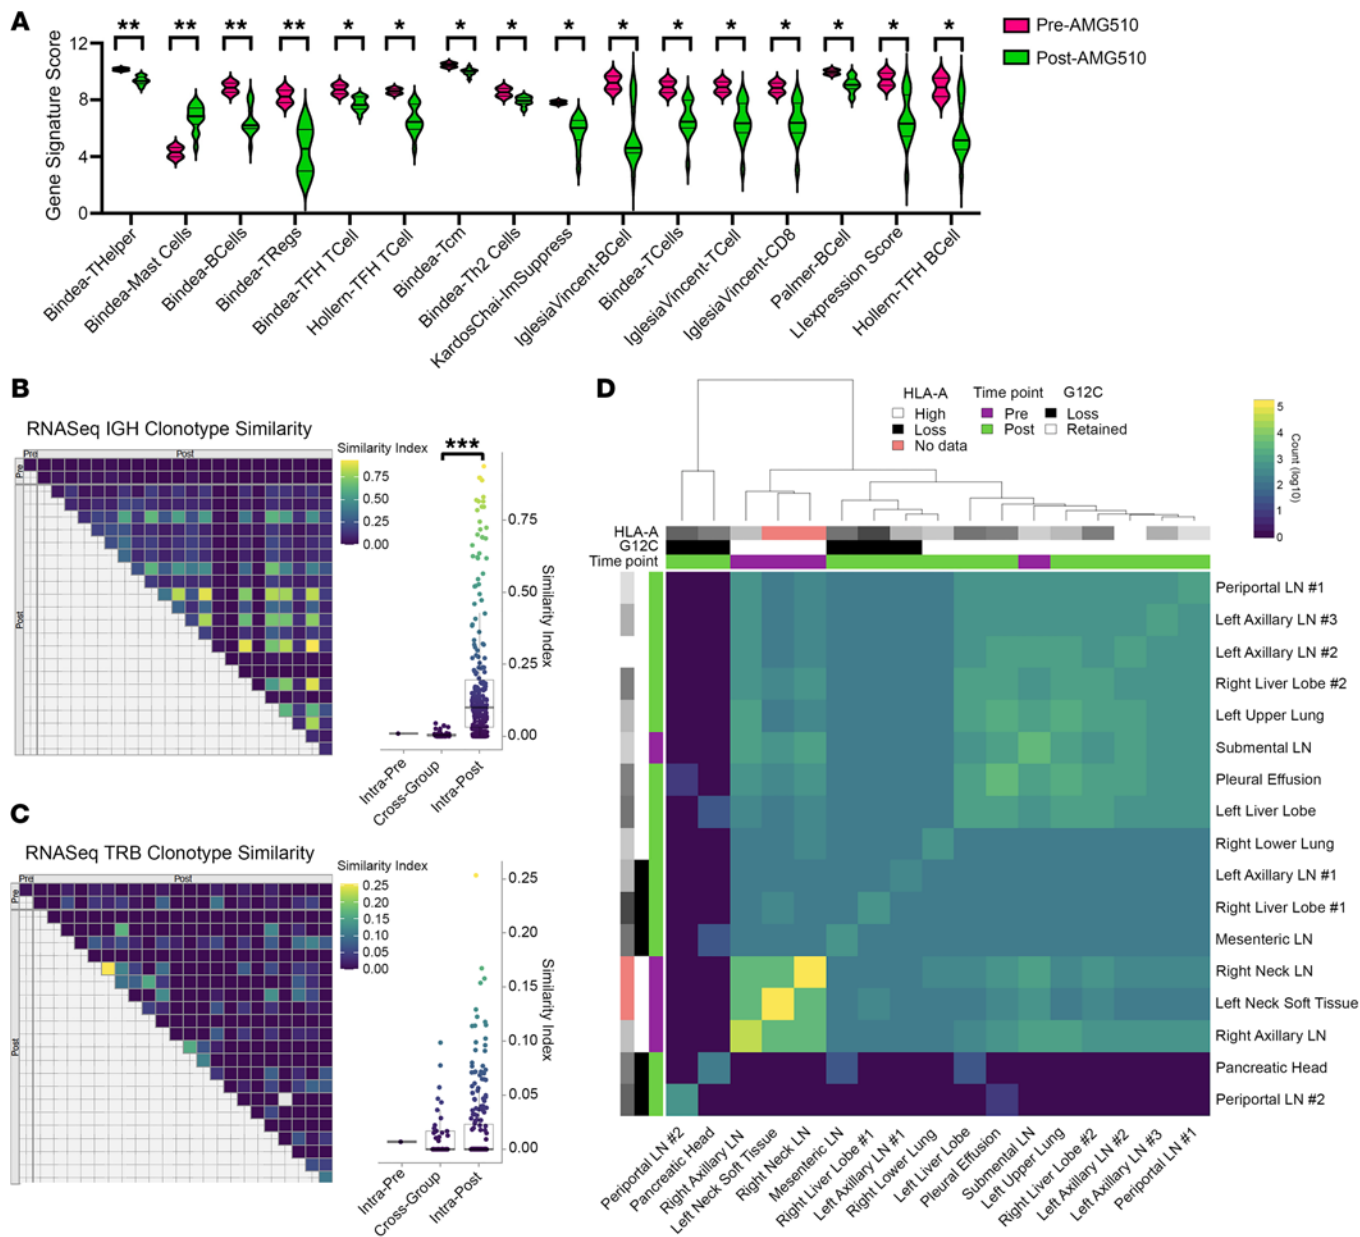 A
Gene Signature Score
12
8
4
0
** ** ** ** * * * * * * * * * * * *
Pre-AMG510
Post-AMG510
Bindea-THelper
Bindea-Mast Cells
Bindea-BCells
Bindea-TRegs
Bindea-TFH TCell
Hollern-TFH TCell
Bindea-Tcm
Bindea-Th2 Cells
KardosChai-ImSuppress
IglesiaVincent-BCell
Bindea-TCells
IglesiaVincent-TCell
IglesiaVincent-CD8
Palmer-BCell
LIexpression Score
Hollern-TFH BCell
B
RNASeq IGH Clonotype Similarity
Pre
Post
Pre
Post
Similarity Index
0.75
0.50
0.25
0.00
***
0.75
0.50
0.25
0.00
Similarity Index
Intra-Pre
Cross-Group
Intra-Post
C
RNASeq TRB Clonotype Similarity
Pre
Post
Pre
Post
Similarity Index
0.25
0.20
0.15
0.10
0.05
0.00
0.25
0.20
0.15
0.10
0.05
0.00
Similarity Index
Intra-Pre
Cross-Group
Intra-Post
D
HLA-A
High
Loss
No data
Time point
Pre
Post
G12C
Loss
Retained
5
4
3
2
1
0
Count (log10)
HLA-A
G12C
Time point
Periportal LN #1
Left Axillary LN #3
Left Axillary LN #2
Right Liver Lobe #2
Left Upper Lung
Submental LN
Pleural Effusion
Left Liver Lobe
Right Lower Lung
Left Axillary LN #1
Right Liver Lobe #1
Mesenteric LN
Right Neck LN
Left Neck Soft Tissue
Right Axillary LN
Pancreatic Head
Periportal LN #2
Periportal LN #2
Pancreatic Head
Right Axillary LN
Left Neck Soft Tissue
Right Neck LN
Mesenteric LN
Right Liver Lobe #1
Left Axillary LN #1
Right Lower Lung
Left Liver Lobe
Pleural Effusion
Submental LN
Left Upper Lung
Right Liver Lobe #2
Left Axillary LN #2
Left Axillary LN #3
Periportal LN #1